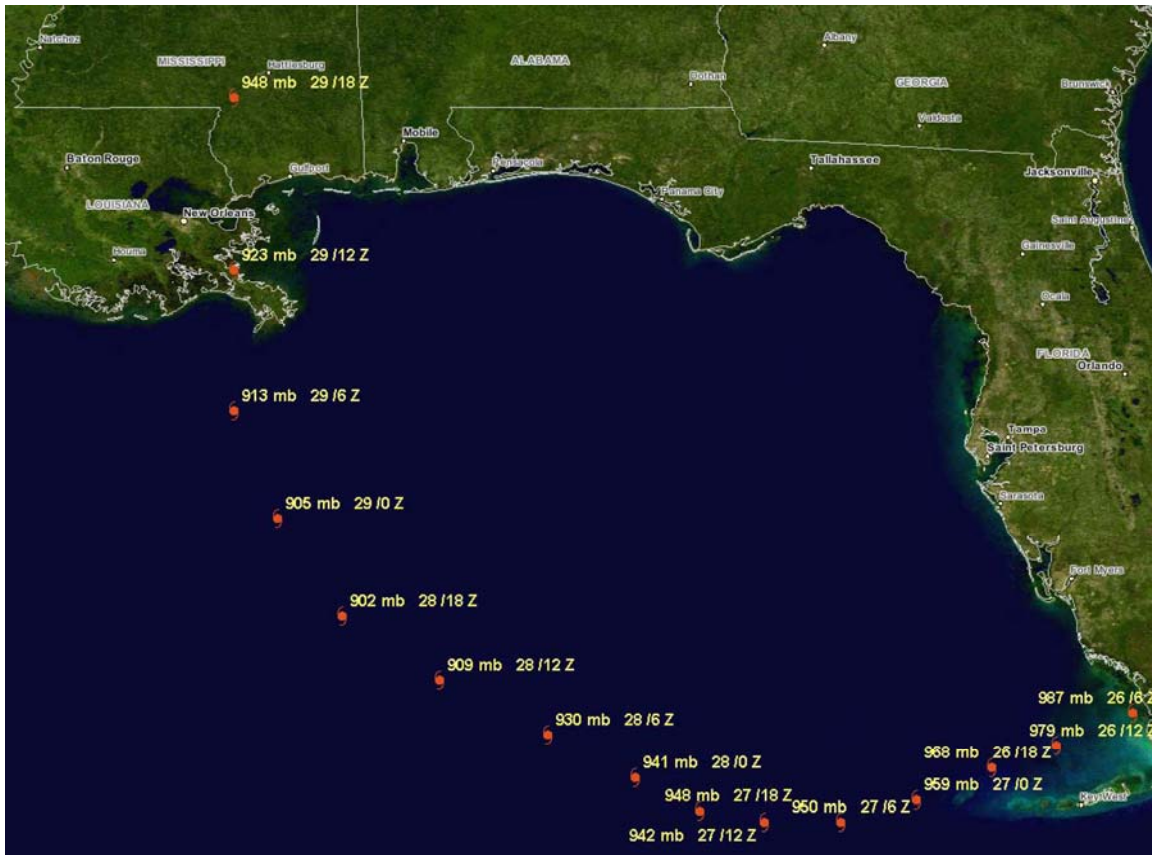 Natchez
Albany
MISSISSIPPI
Hattiesburg
ALABAMA
Dothan
GEORGIA
Brunswick
948 mb 29 /18 Z
Valdosta
Mobile
Baton Rouge
Gulfport
Pensacola
Tallahassee
Jacksonville
Panama City
LOUISIANA
New Orleans
Saint Augustine
Houma
923 mb 29 /12 Z
Gainesville
Ocala
FLORIDA
Orlando
913 mb 29 /6 Z
Tampa
Saint Petersburg
905 mb 29 /0 Z
Sarasota
Fort Myers
902 mb 28 /18 Z
909 mb 28 /12 Z
987 mb 26 /6 Z
930 mb 28 /6 Z
979 mb 26 /12 Z
968 mb 26 /18 Z
941 mb 28 /0 Z
959 mb 27 /0 Z
948 mb 27 /18 Z
950 mb 27 /6 Z
Key West
942 mb 27 /12 Z